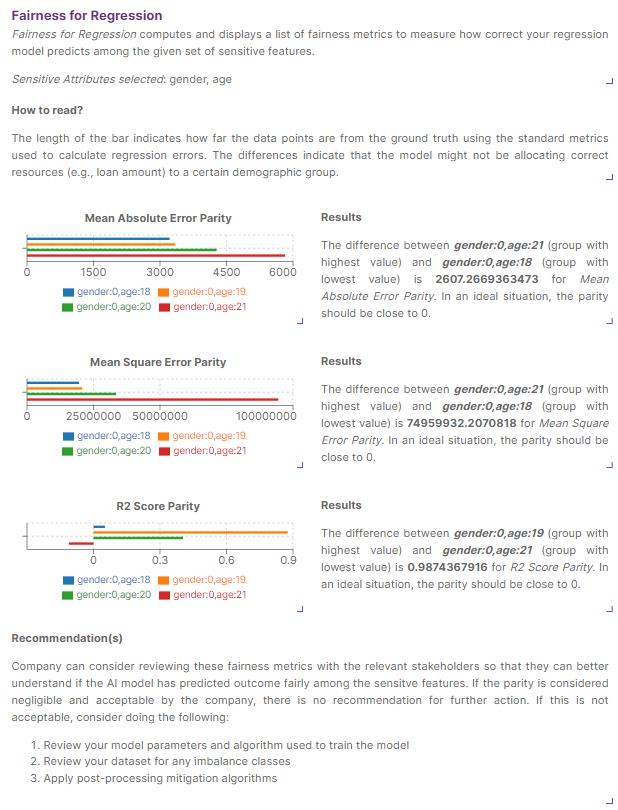 Fairness for Regression
Fairness for Regression computes and displays a list of fairness metrics to measure how correct your regression
model predicts among the given set of sensitive features.
Sensitive Attributes selected: gender, age
How to read?
The length of the bar indicates how far the data points are from the ground truth using the standard metrics
used to calculate regression errors. The differences indicate that the model might not be allocating correct
resources (e.g., loan amount) to a certain demographic group.
Mean Absolute Error Parity
0 1500 3000 4500 6000
gender:0,age:18 gender:0,age:19
gender:0,age:20 gender:0,age:21
Results
The difference between gender:0,age:21 (group with
highest value) and gender:0,age:18 (group with
lowest value) is 2607.2669363473 for Mean
Absolute Error Parity. In an ideal situation, the parity
should be close to 0.
Mean Square Error Parity
0 25000000 50000000 100000000
gender:0,age:18 gender:0,age:19
gender:0,age:20 gender:0,age:21
Results
The difference between gender:0,age:21 (group with
highest value) and gender:0,age:18 (group with
lowest value) is 74959932.2070818 for Mean Square
Error Parity. In an ideal situation, the parity should be
close to 0.
R2 Score Parity
0 0.3 0.6 0.9
gender:0,age:18 gender:0,age:19
gender:0,age:20 gender:0,age:21
Results
The difference between gender:0,age:19 (group with
highest value) and gender:0,age:21 (group with
lowest value) is 0.9874367916 for R2 Score Parity. In
an ideal situation, the parity should be close to 0.
Recommendation(s)
Company can consider reviewing these fairness metrics with the relevant stakeholders so that they can better
understand if the AI model has predicted outcome fairly among the sensitve features. If the parity is considered
negligible and acceptable by the company, there is no recommendation for further action. If this is not
acceptable, consider doing the following:
1. Review your model parameters and algorithm used to train the model
2. Review your dataset for any imbalance classes
3. Apply post-processing mitigation algorithms